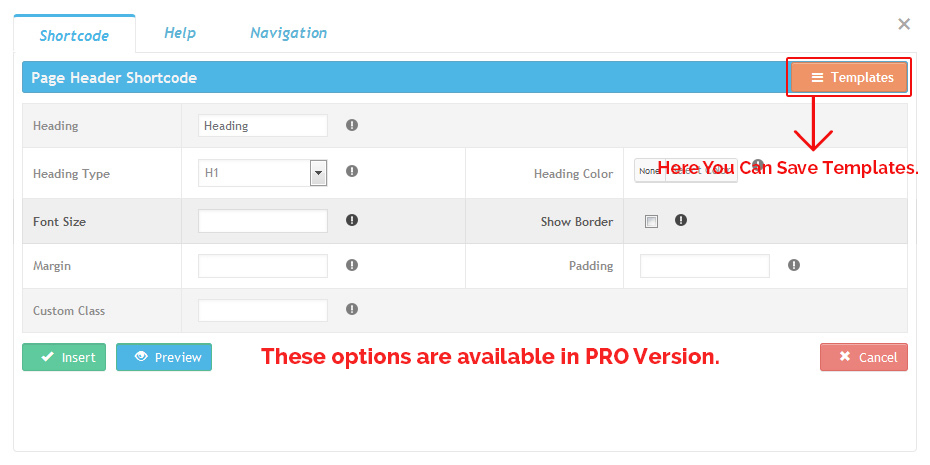 Shortcode Help Navigation ×
Page Header Shortcode Templates
Heading Heading
Heading Type H1 Heading Color None Select Color
Here You Can Save Templates.
Font Size Show Border
Margin Padding
Custom Class
Insert Preview These options are available in PRO Version. Cancel